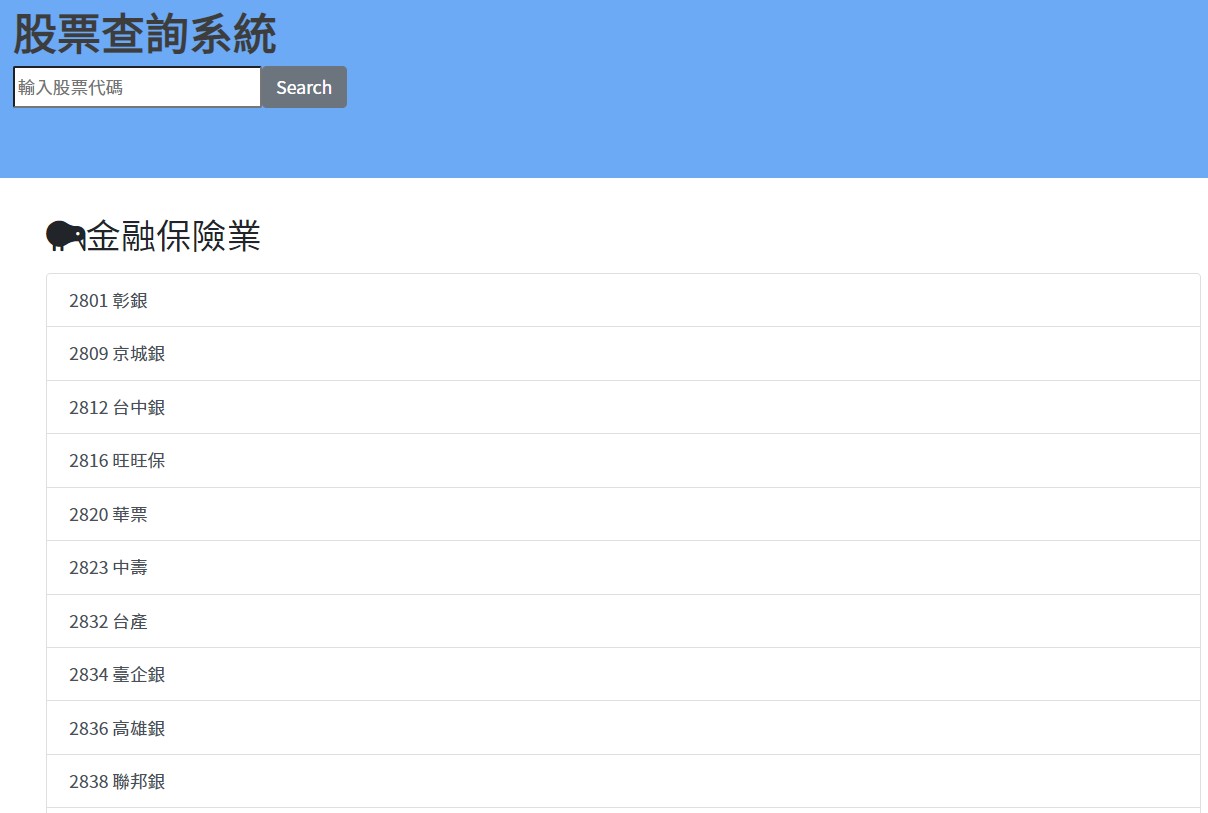 股票查詢系統
輸入股票代碼 Search
金融保險業
2801 彰銀
2809 京城銀
2812 台中銀
2816 旺旺保
2820 華票
2823 中壽
2832 台產
2834 臺企銀
2836 高雄銀
2838 聯邦銀